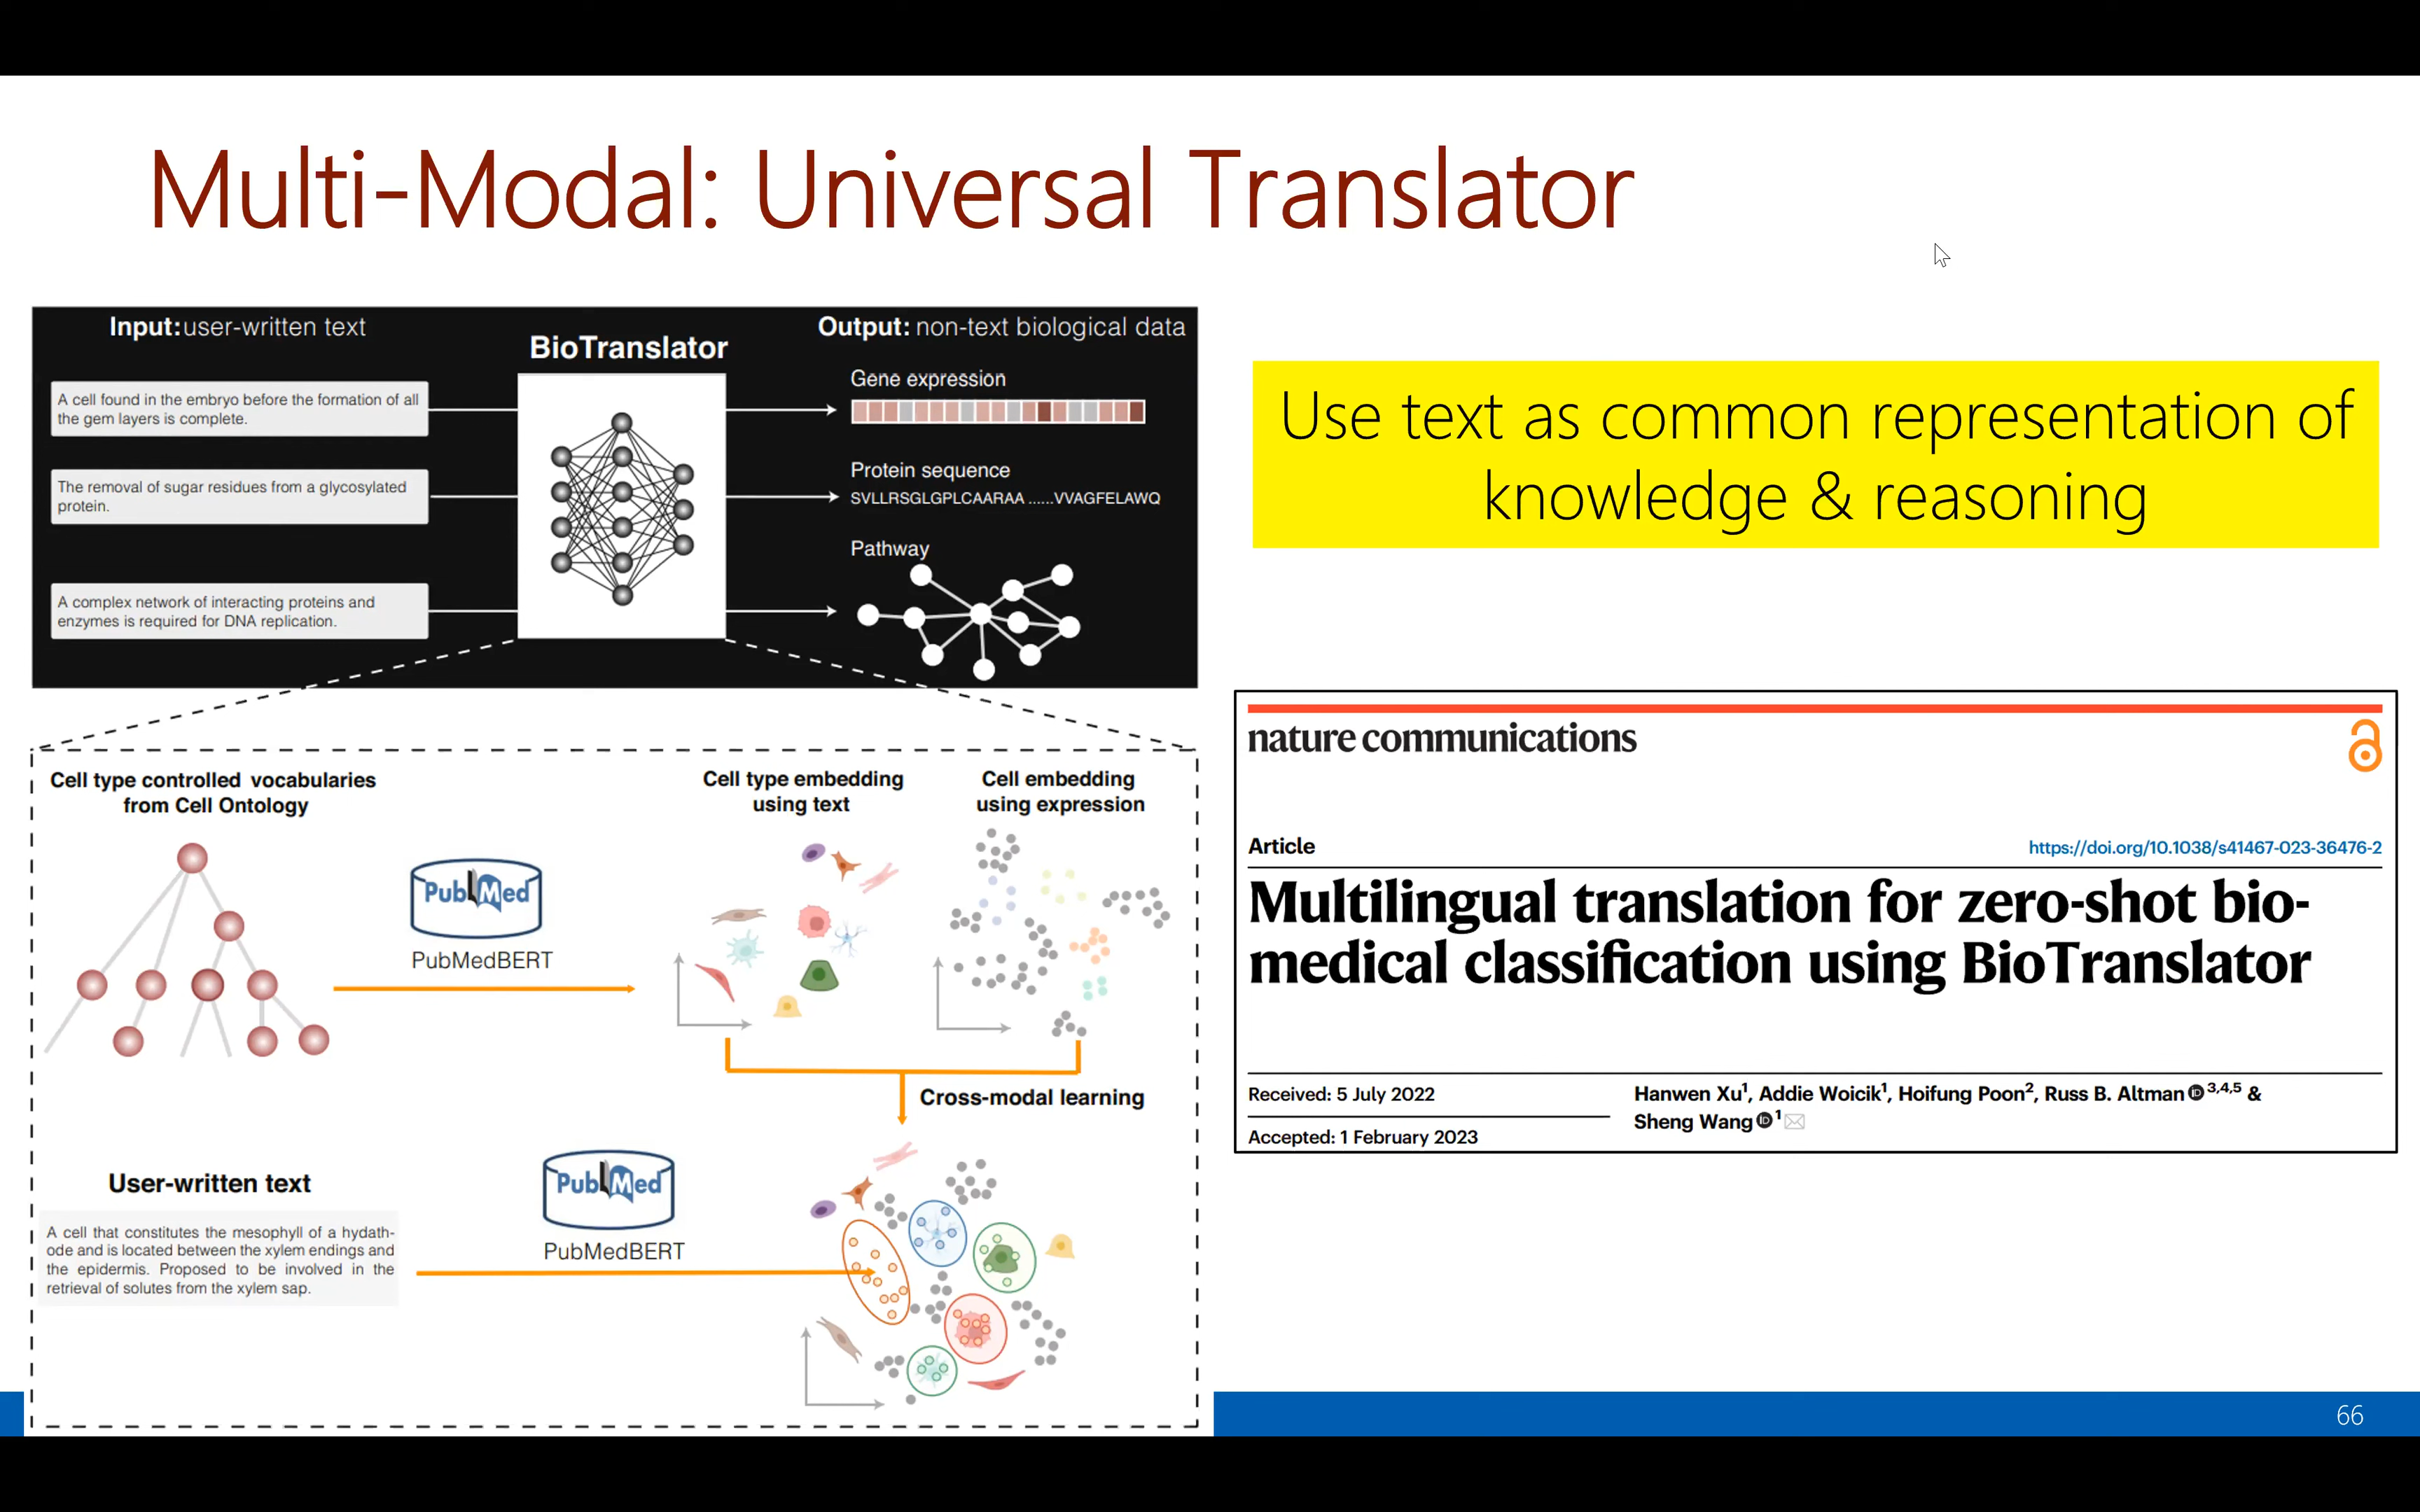 Multi-Modal: Universal Translator
Input: user-written text
BioTranslator
Output: non-text biological data
A cell found in the embryo before the formation of all
the gem layers is complete.
The removal of sugar residues from a glycosylated
protein.
A complex network of interacting proteins and
enzymes is required for DNA replication.
Gene expression
Protein sequence
SVLLRSGLGPLCAARAA ......VVAGFELAWQ
Pathway
Cell type controlled vocabularies
from Cell Ontology
PubMed
PubMedBERT
Cell type embedding
using text
Cell embedding
using expression
Cross-modal learning
User-written text
A cell that constitutes the mesophyll of a hydath-
ode and is located between the xylem endings and
the epidermis. Proposed to be involved in the
retrieval of solutes from the xylem sap.
PubMed
PubMedBERT
Use text as common representation of
knowledge & reasoning
nature communications
Article
https://doi.org/10.1038/s41467-023-36476-2
Multilingual translation for zero-shot bio-
medical classification using BioTranslator
Received: 5 July 2022
Accepted: 1 February 2023
Hanwen Xu1, Addie Woicik1, Hoifung Poon2, Russ B. Altman iD 3,4,5 &
Sheng Wang iD 1
66